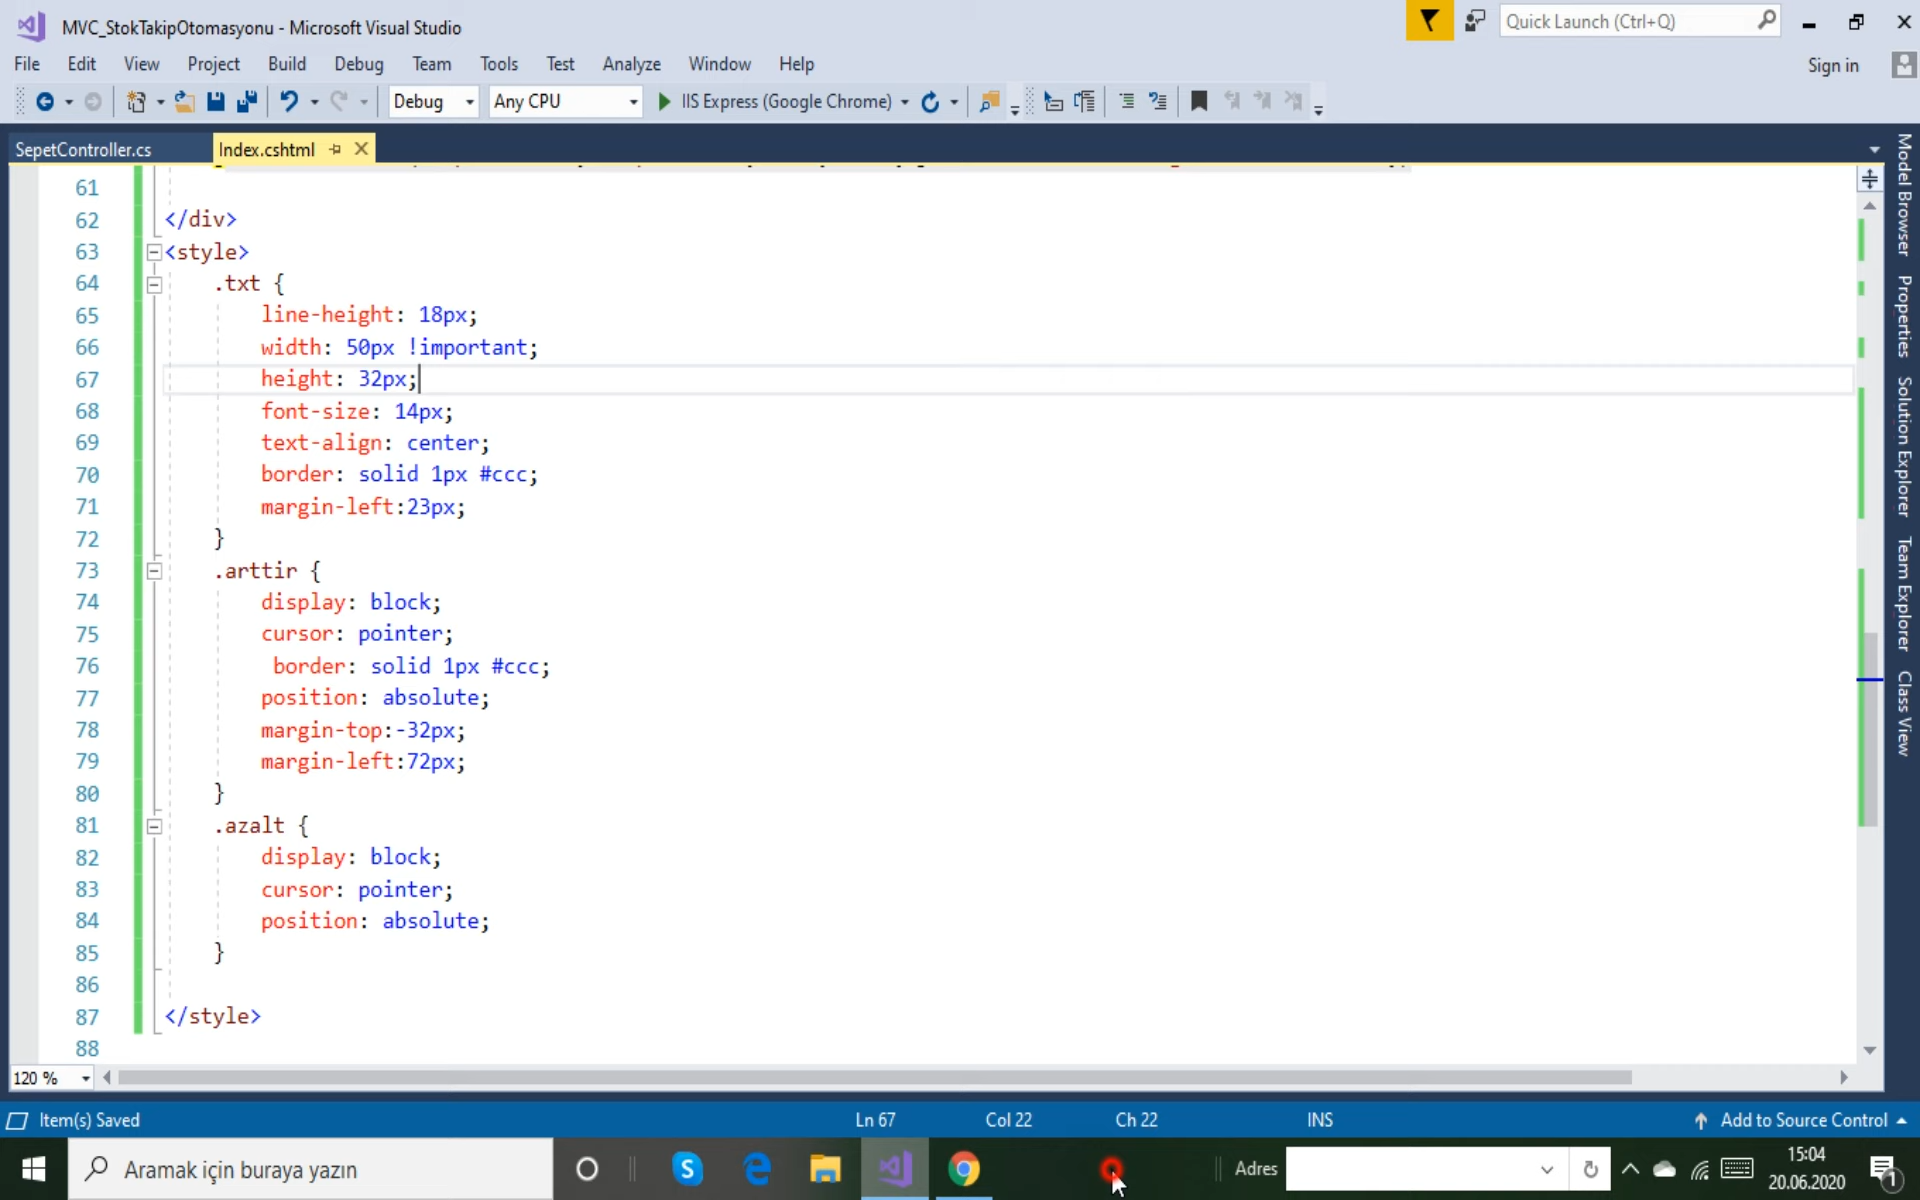 MVC_StokTakipOtomasyonu - Microsoft Visual Studio
Quick Launch (Ctrl+Q)
File Edit View Project Build Debug Team Tools Test Analyze Window Help
Sign in
Debug Any CPU IIS Express (Google Chrome)
SepetController.cs Index.cshtml
61
62 </div>
63 <style>
64 .txt {
65 line-height: 18px;
66 width: 50px !important;
67 height: 32px;
68 font-size: 14px;
69 text-align: center;
70 border: solid 1px #ccc;
71 margin-left:23px;
72 }
73 .arttir {
74 display: block;
75 cursor: pointer;
76 border: solid 1px #ccc;
77 position: absolute;
78 margin-top:-32px;
79 margin-left:72px;
80 }
81 .azalt {
82 display: block;
83 cursor: pointer;
84 position: absolute;
85 }
86
87 </style>
88
Model Browser
Properties
Solution Explorer
Team Explorer
Class View
120 %
Item(s) Saved Ln 67 Col 22 Ch 22 INS Add to Source Control
Aramak için buraya yazın
Adres
15:04
20.06.2020
1